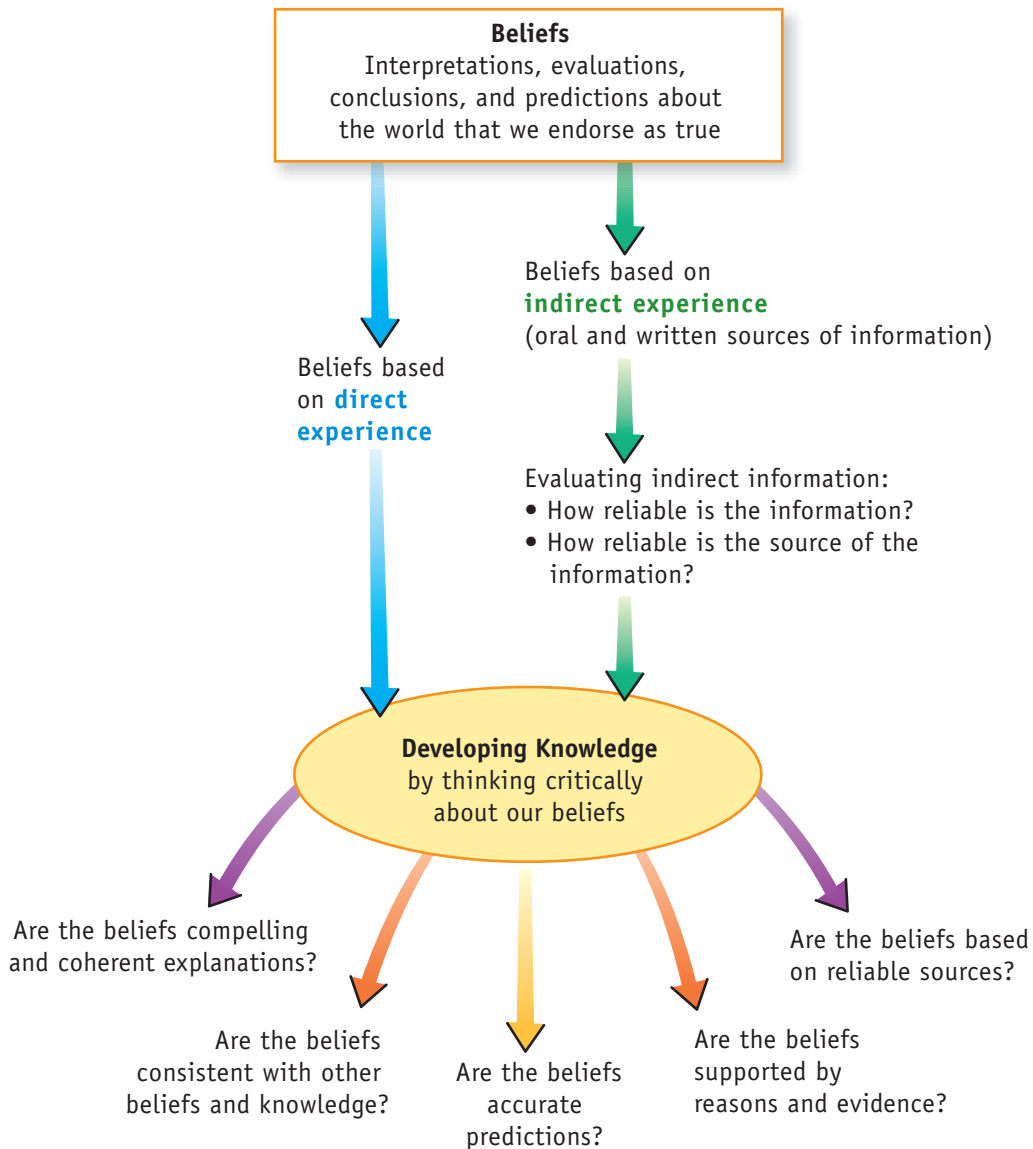 Beliefs
Interpretations, evaluations,
conclusions, and predictions about
the world that we endorse as true
Beliefs based on
indirect experience
(oral and written sources of information)
Beliefs based
on direct
experience
Evaluating indirect information:
• How reliable is the information?
• How reliable is the source of the
information?
Developing Knowledge
by thinking critically
about our beliefs
Are the beliefs compelling
and coherent explanations?
Are the beliefs
consistent with other
beliefs and knowledge?
Are the beliefs
accurate
predictions?
Are the beliefs
supported by
reasons and evidence?
Are the beliefs based
on reliable sources?